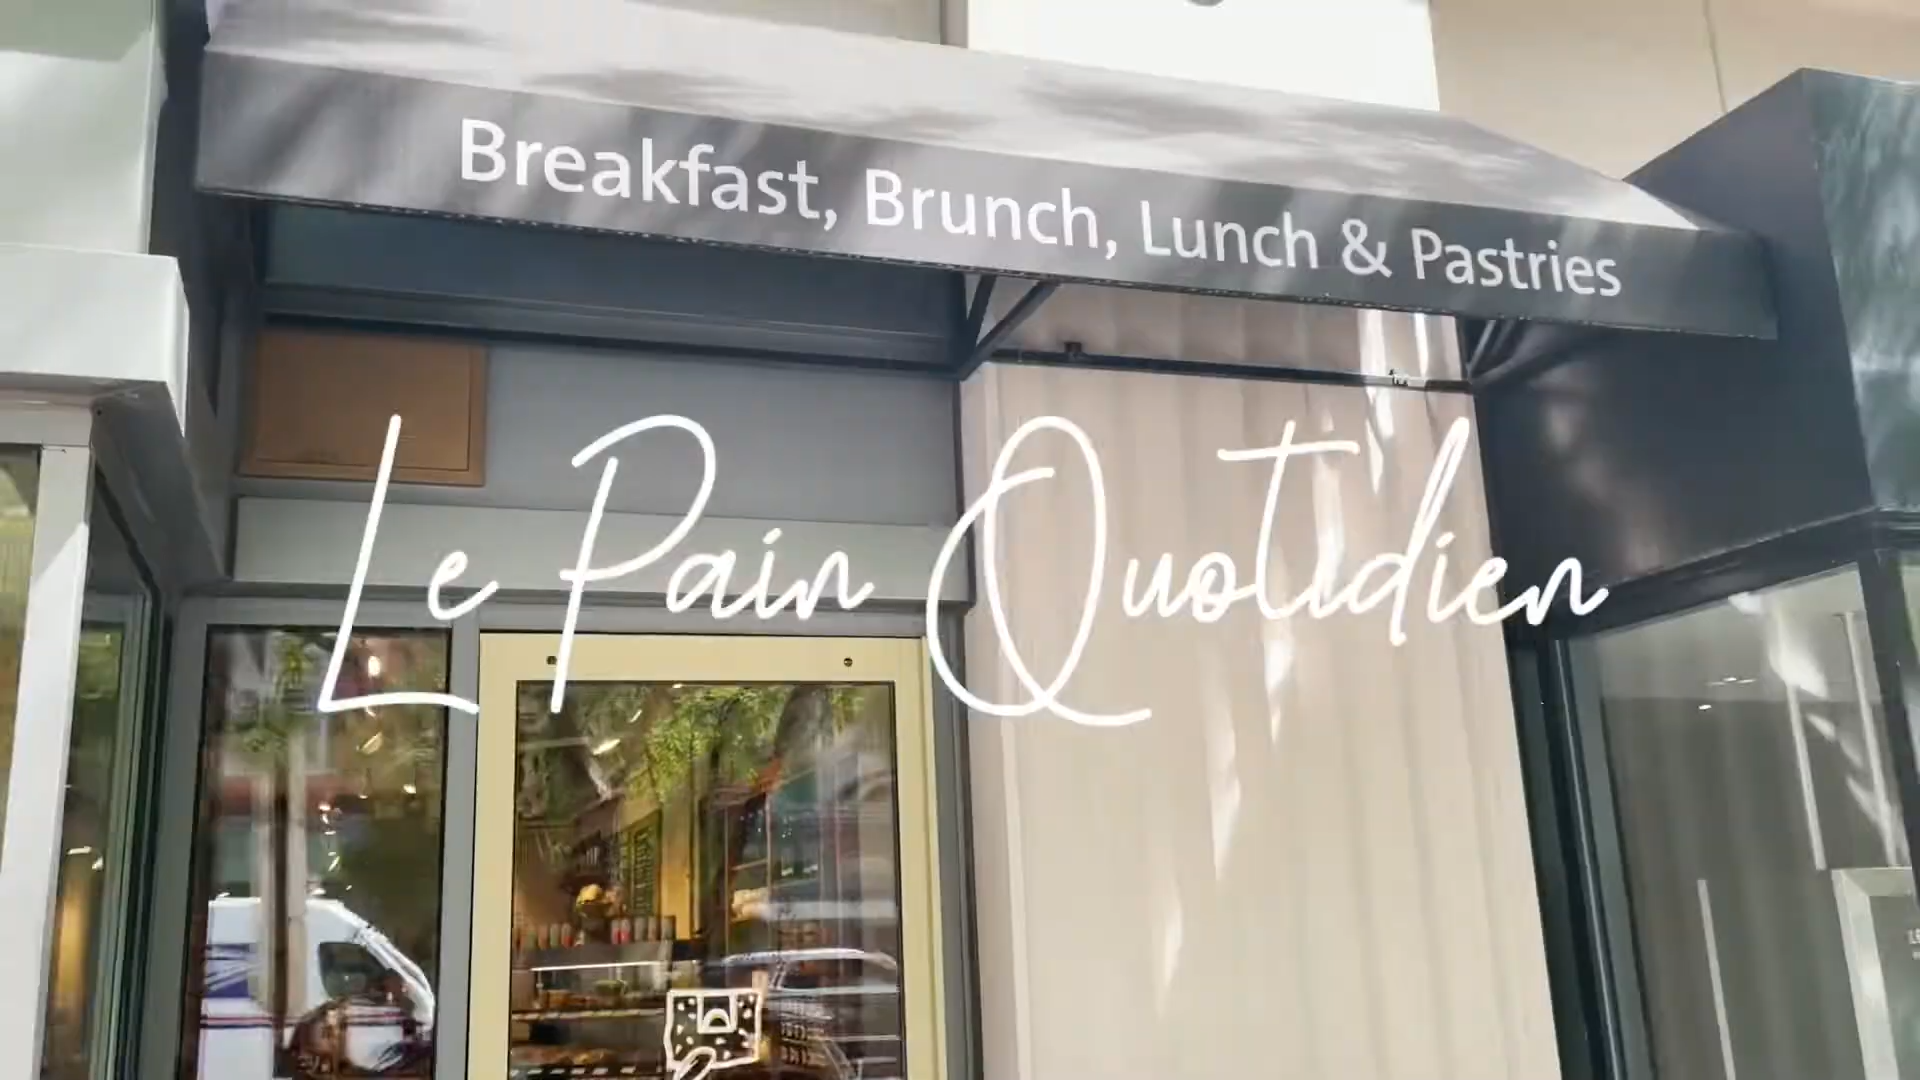 Breakfast, Brunch, Lunch & Pastries
Le Pain Quotidien